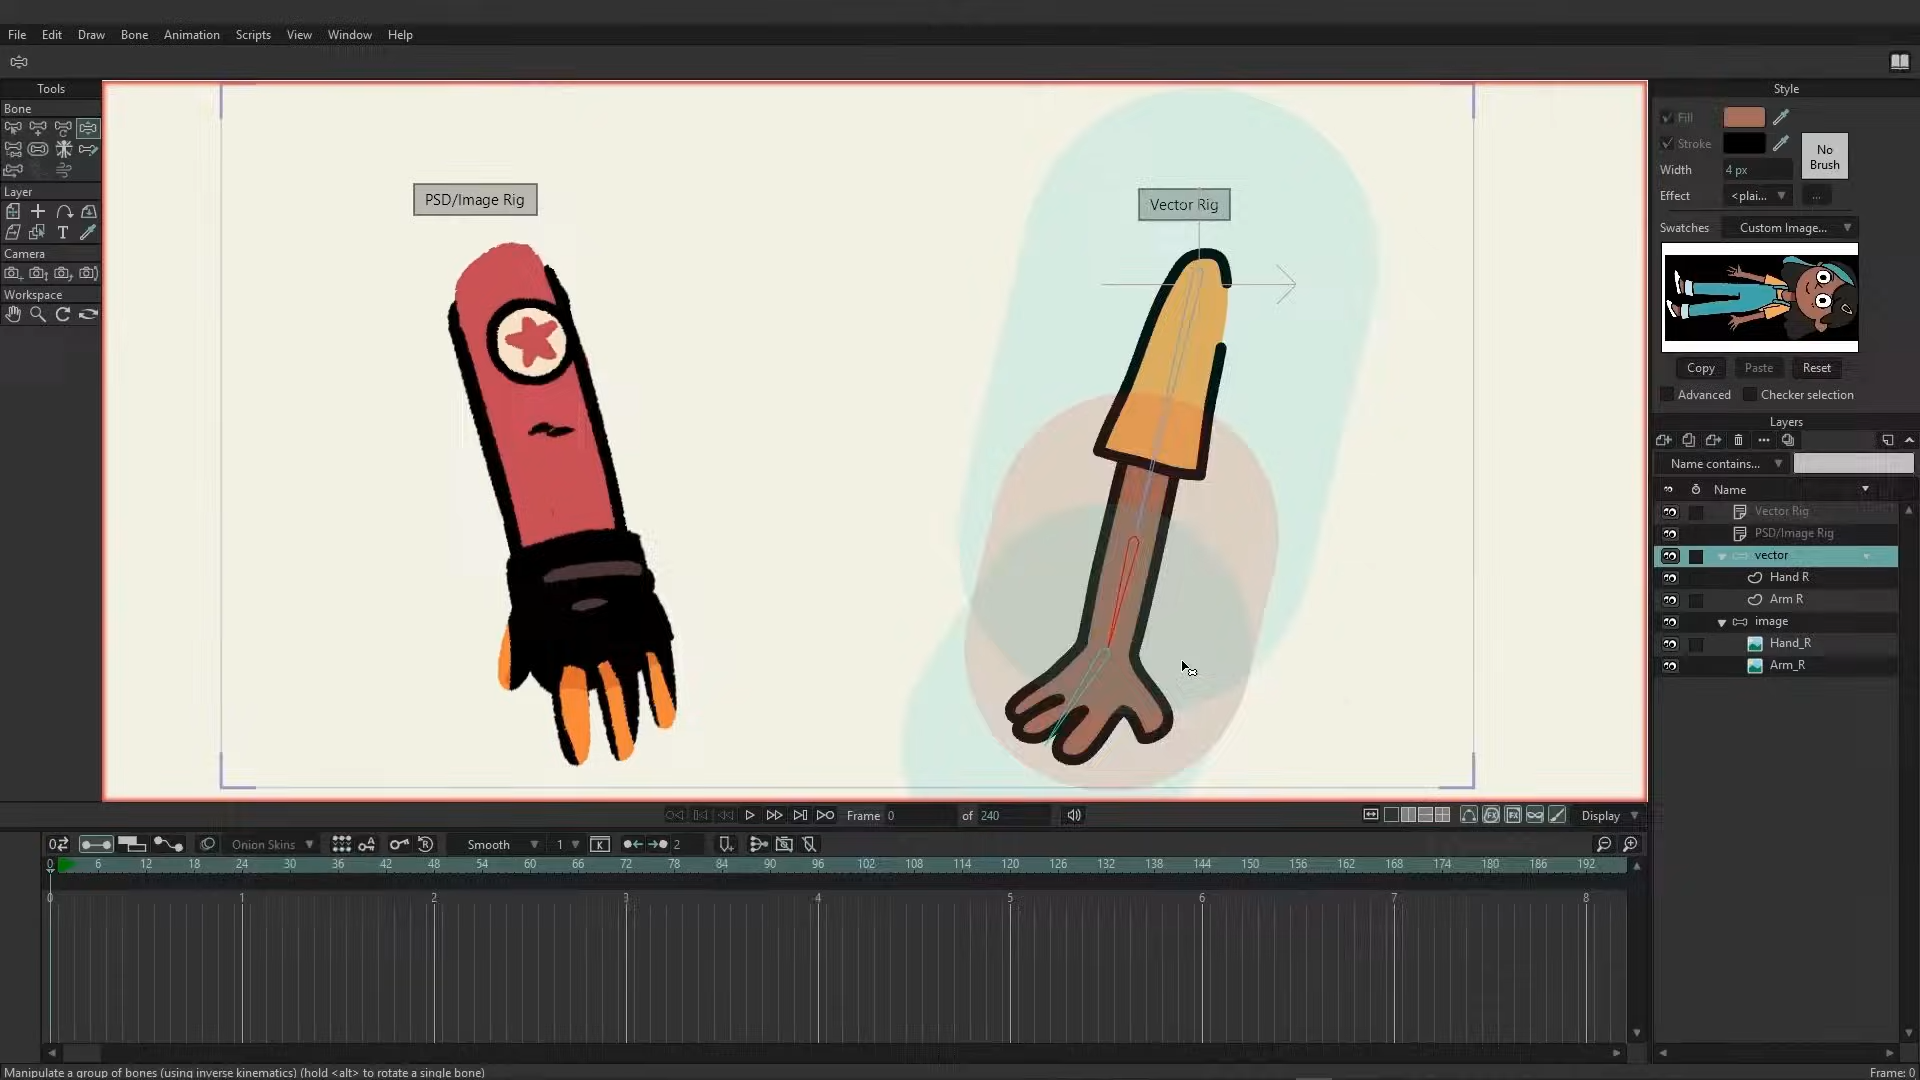 File Edit Draw Bone Animation Scripts View Window Help
Tools
Bone
Layer
T
Camera
Workspace
PSD/Image Rig
Vector Rig
Style
Fill
Stroke
No
Brush
Width 4 px
Effect <plai... ...
Swatches Custom Image...
Copy Paste Reset
Advanced Checker selection
Layers
Name contains...
Name
Vector Rig
PSD/Image Rig
vector
Hand R
Arm R
image
Hand_R
Arm_R
Frame 0 of 240 Display
Onion Skins Smooth 1 K 2
0 6 12 18 24 30 36 42 48 54 60 66 72 78 84 90 96 102 108 114 120 126 132 138 144 150 156 162 168 174 180 186 192
0 1 2 3 4 5 6 7 8
Manipulate a group of bones (using inverse kinematics) (hold <alt> to rotate a single bone) Frame: 0